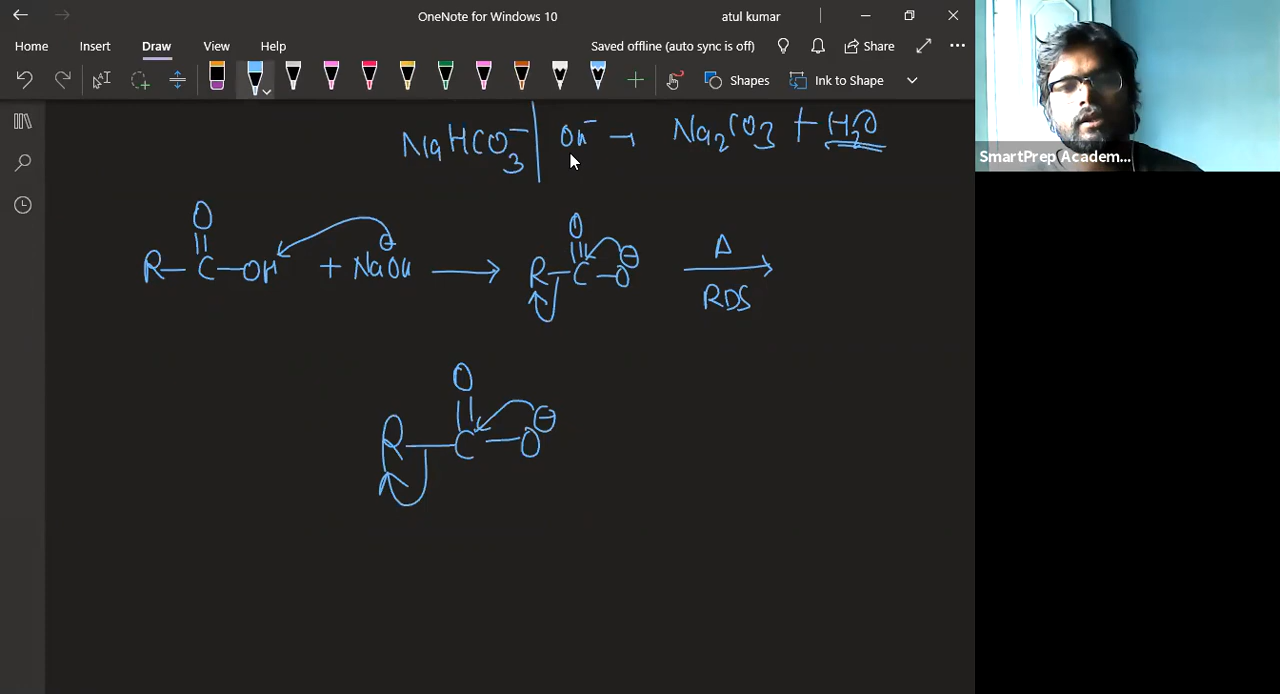 OneNote for Windows 10
atul kumar
Home Insert Draw View Help
Saved offline (auto sync is off)
Share
Shapes
Ink to Shape
SmartPrep Academ...
NaHCO3⁻ | OH⁻ → Na2CO3 + H2O
O
R—C—OH + NaOH ⟶ R—C—O⊖ Δ
O
RDS
O
R—C—O⊖